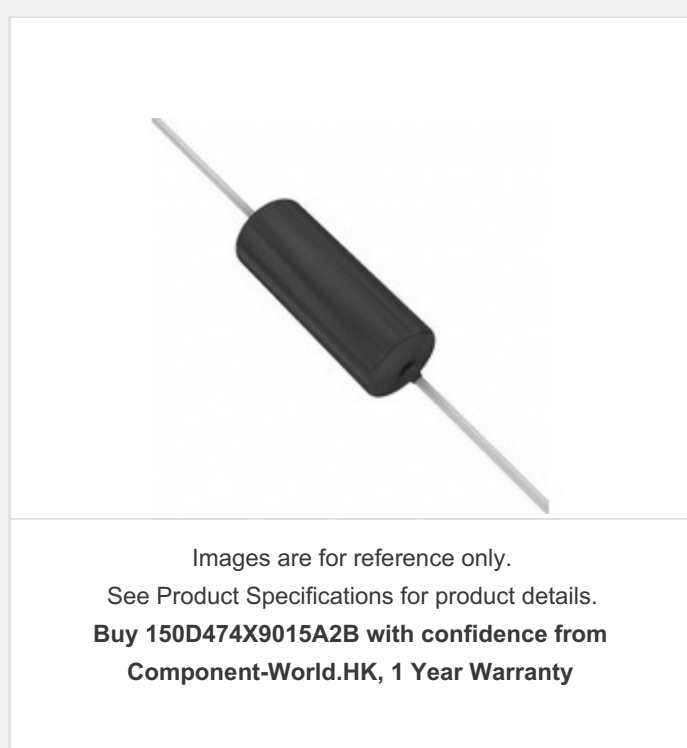 Images are for reference only.
See Product Specifications for product details.
Buy 150D474X9015A2B with confidence from
Component-World.HK, 1 Year Warranty